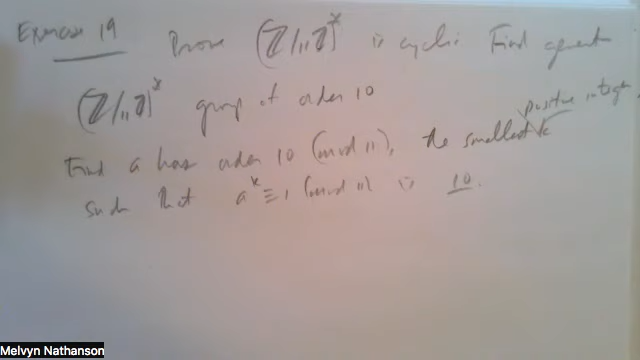 Exercise 19 Prove (Z/11Z)^x is cyclic Find generator
(Z/11Z)^x group of order 10
positive integer
Find a has order 10 (mod 11), the smallest k
such that a^k ≡ 1 (mod 11) is 10.
Melvyn Nathanson